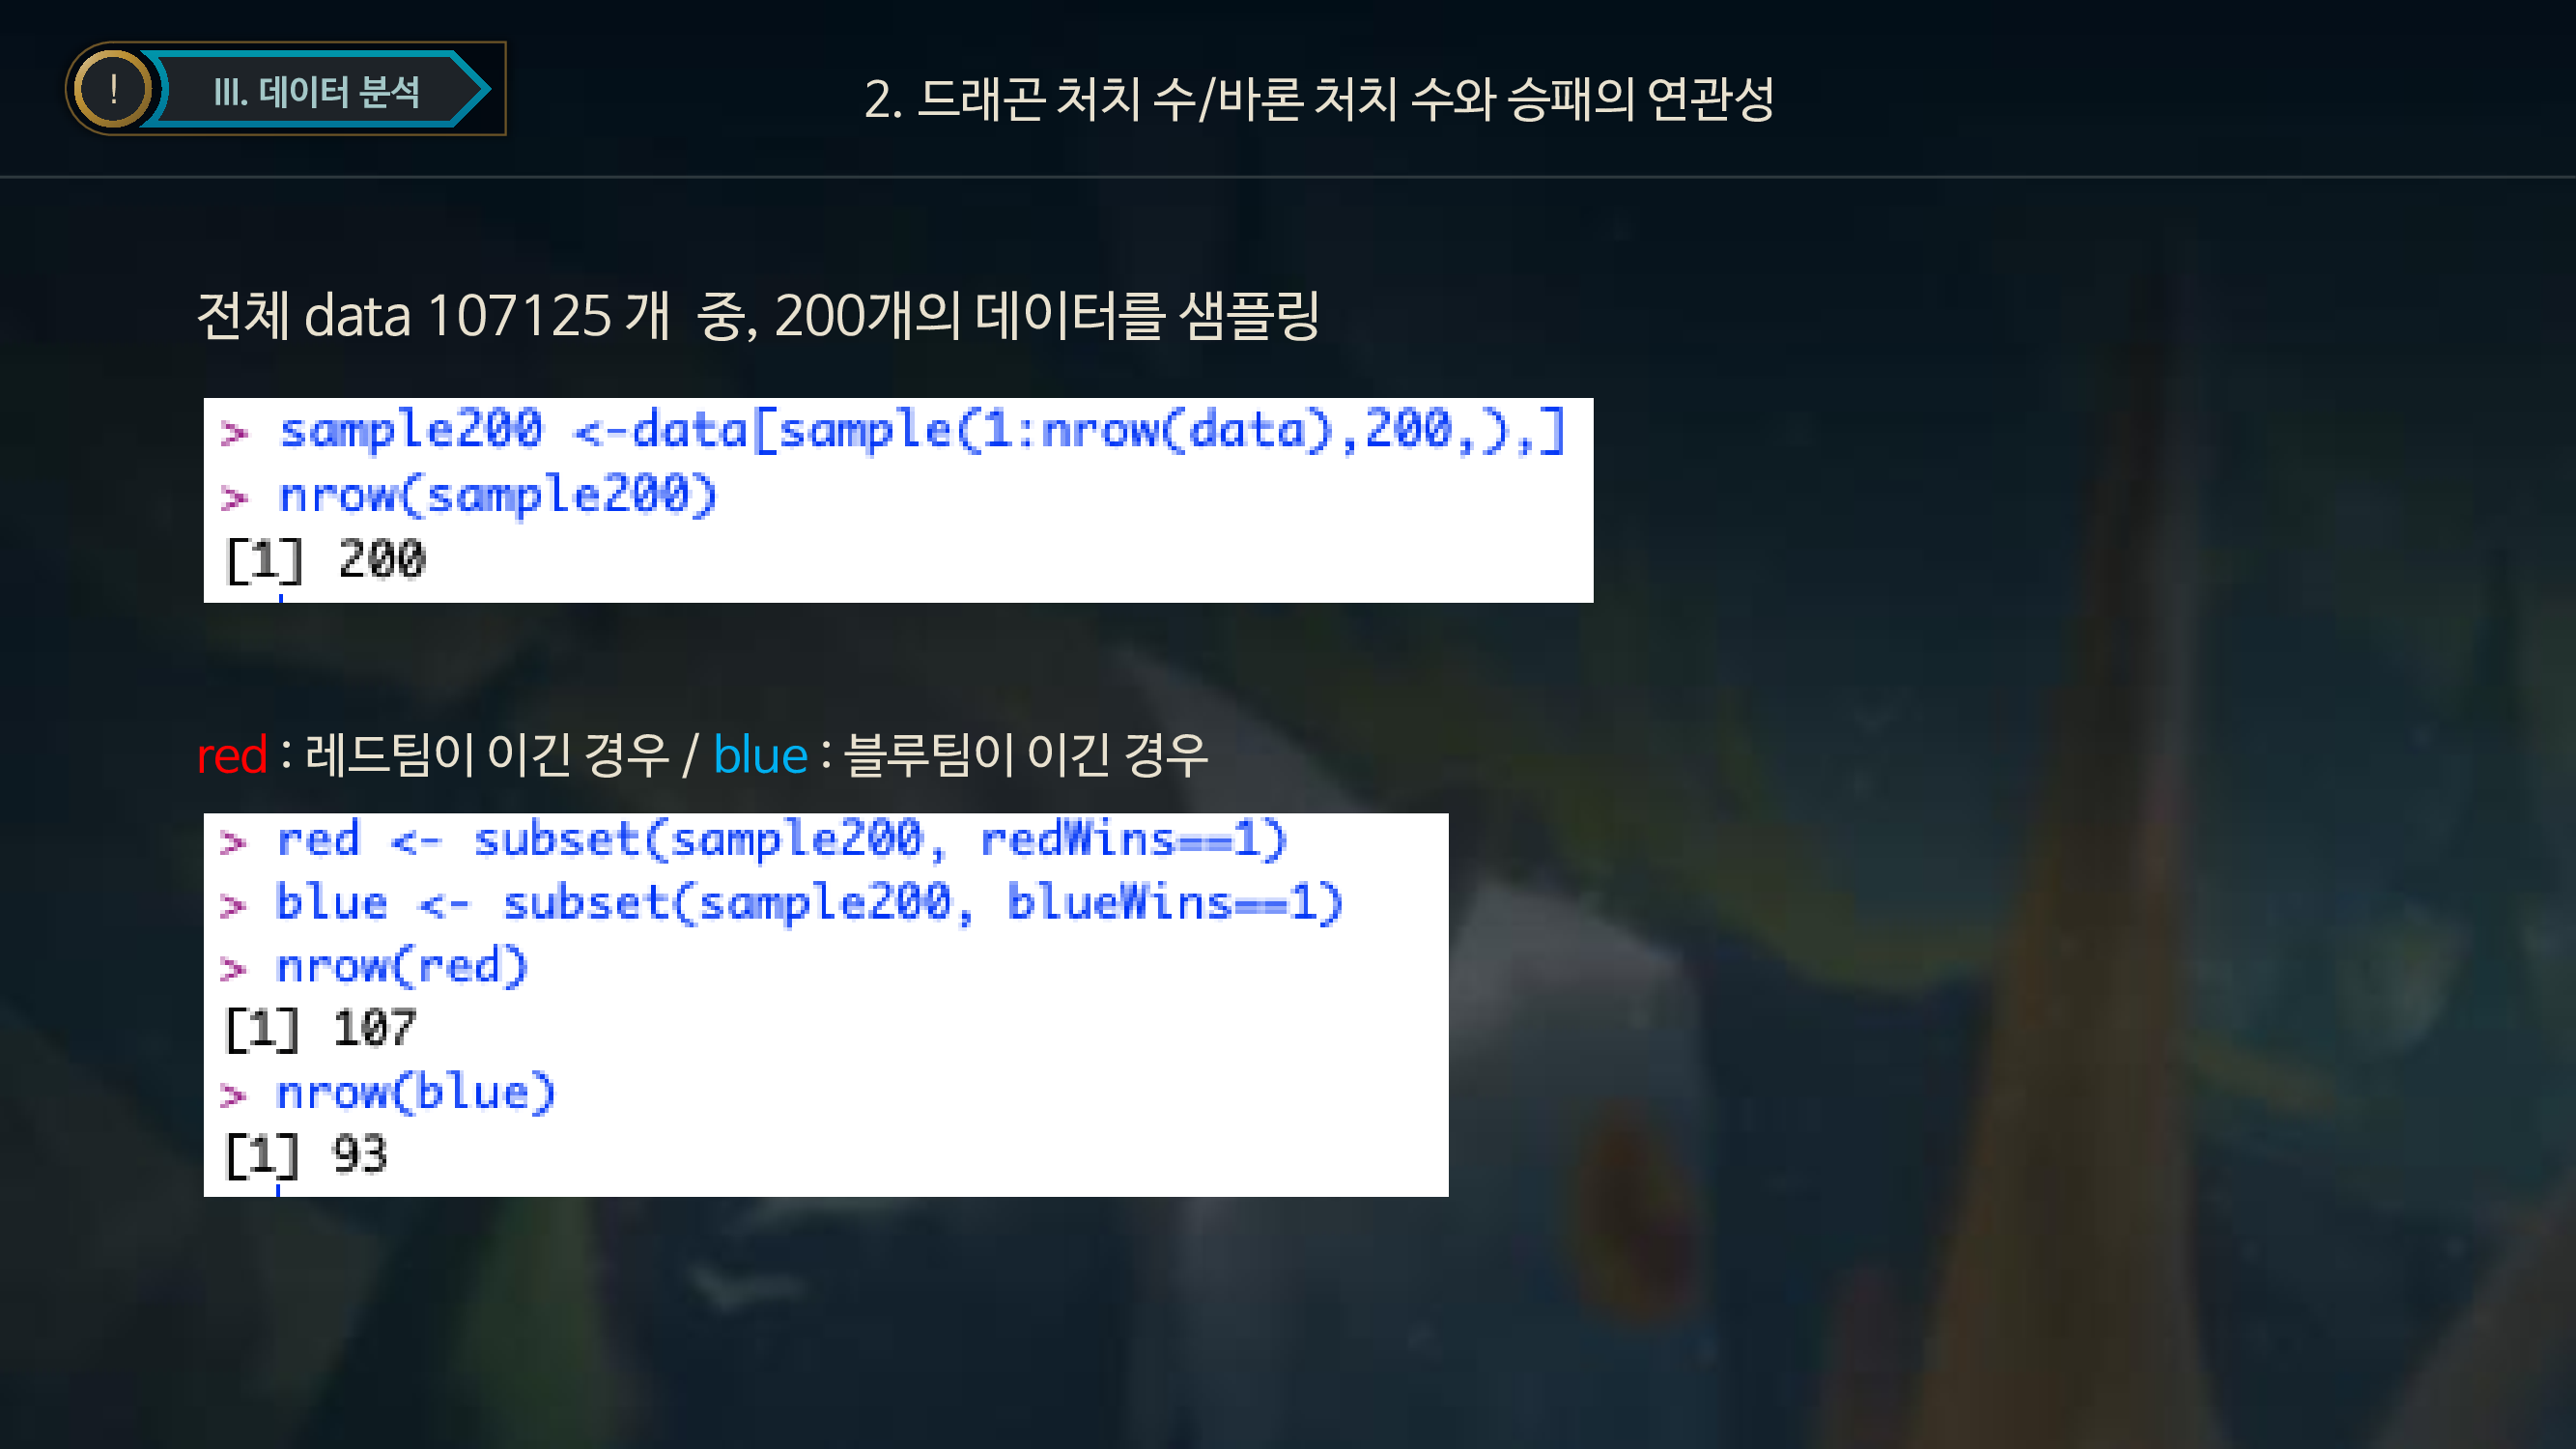 !
III. 데이터 분석
2. 드래곤 처치 수/바론 처치 수와 승패의 연관성
전체 data 107125 개 중, 200개의 데이터를 샘플링
> sample200 <-data[sample(1:nrow(data),200,),]
> nrow(sample200)
[1] 200
red : 레드팀이 이긴 경우 / blue : 블루팀이 이긴 경우
> red <- subset(sample200, redWins==1)
> blue <- subset(sample200, blueWins==1)
> nrow(red)
[1] 107
> nrow(blue)
[1] 93